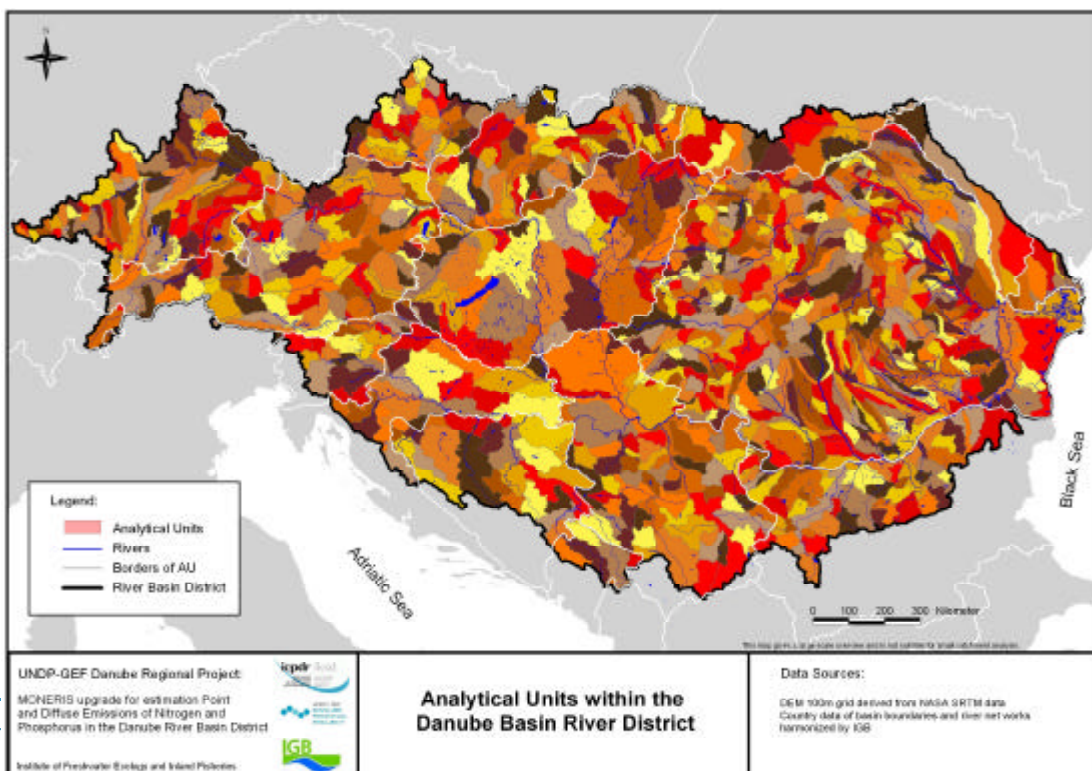 N
Black Sea
Adriatic Sea
Legend:
Analytical Units
Rivers
Borders of AU
River Basin District
0 100 200 300 Kilometer
UNDP-GEF Danube Regional Project:
MONERIS upgrade for estimation Point
and Diffuse Emissions of Nitrogen and
Phosphorus in the Danube River Basin District
Institute of Freshwater Ecology and Inland Fisheries
icpdr iksd
IGB
Analytical Units within the
Danube Basin River District
Data Sources:
DEM 100m grid derived from NASA SRTM data
Country data of basin boundaries and river net works
harmonized by IGB